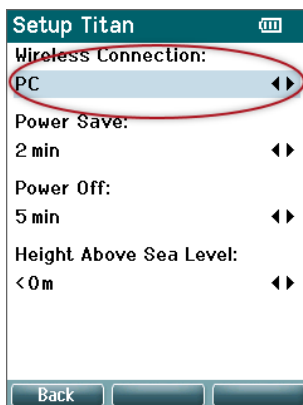 Setup Titan
Wireless Connection:
PC
Power Save:
2 min
Power Off:
5 min
Height Above Sea Level:
<0m
Back